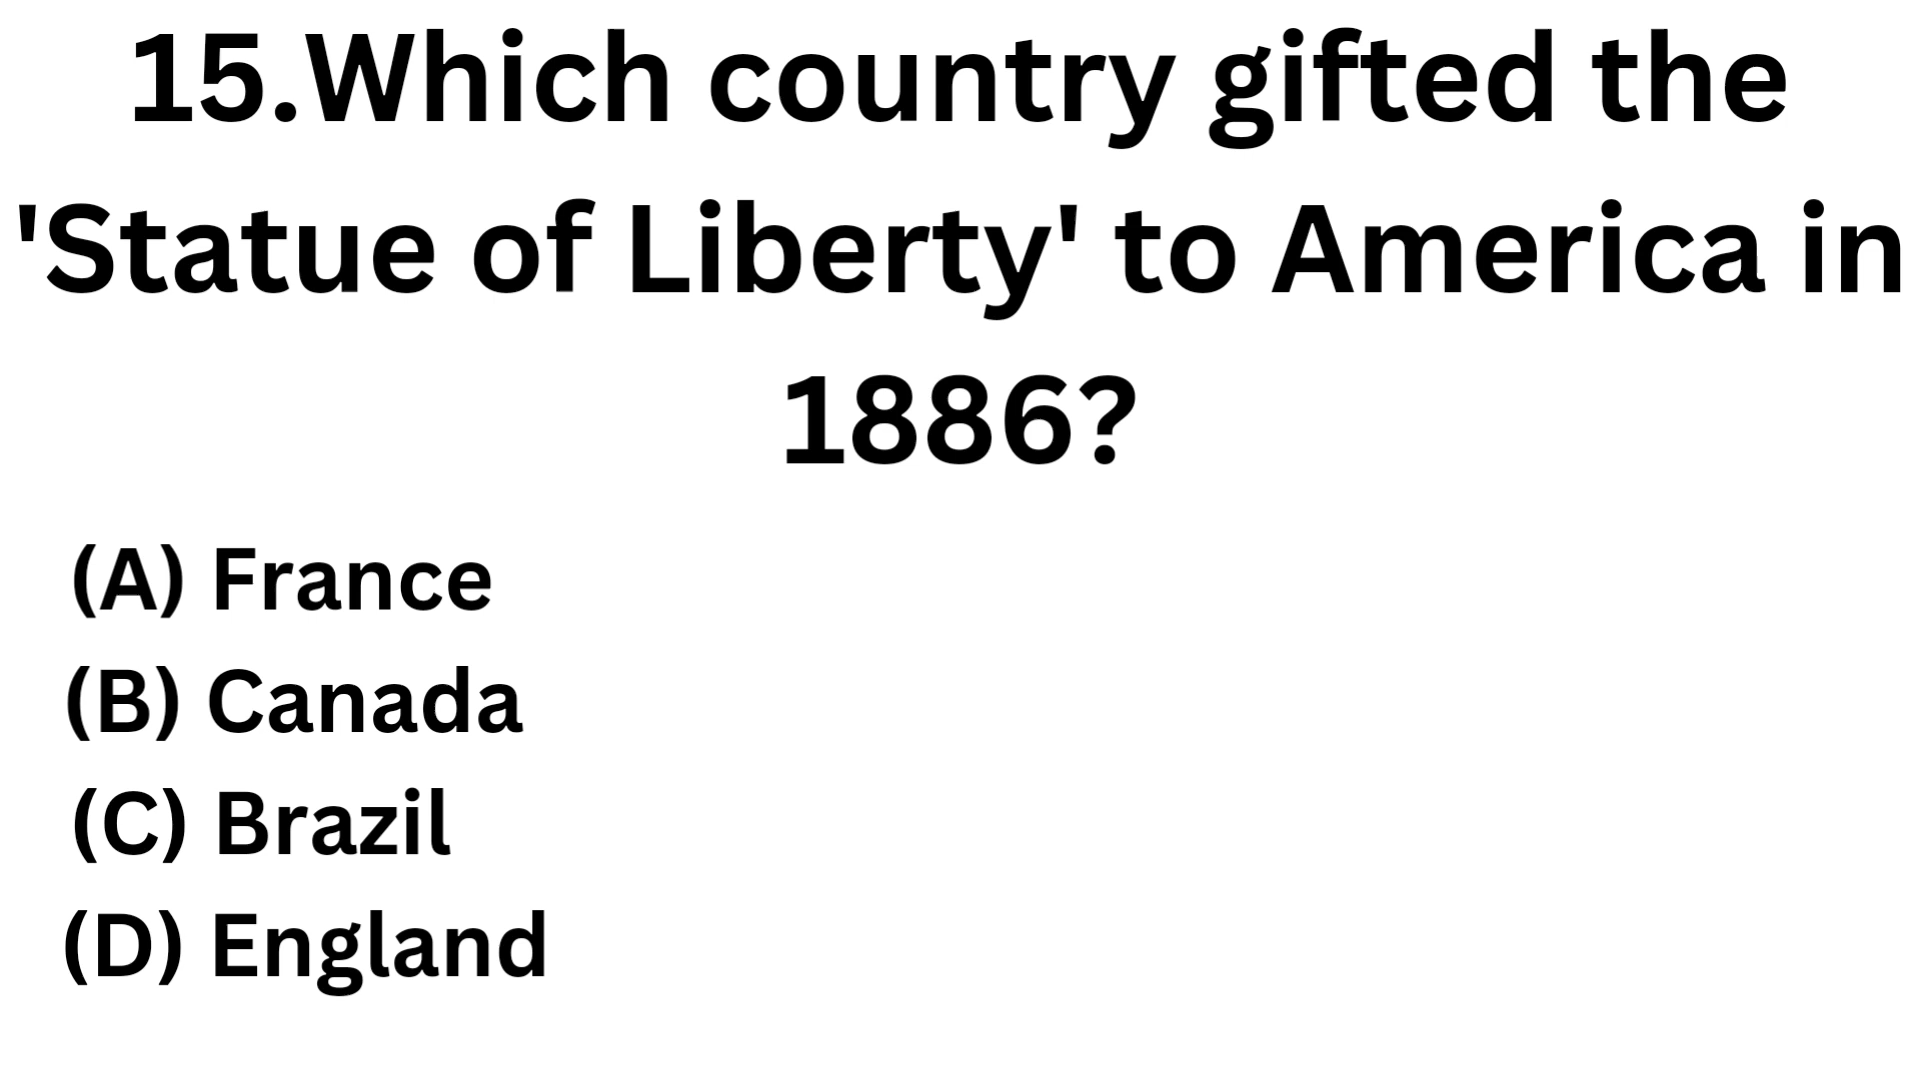 15.Which country gifted the
'Statue of Liberty' to America in
1886?
(A) France
(B) Canada
(C) Brazil
(D) England